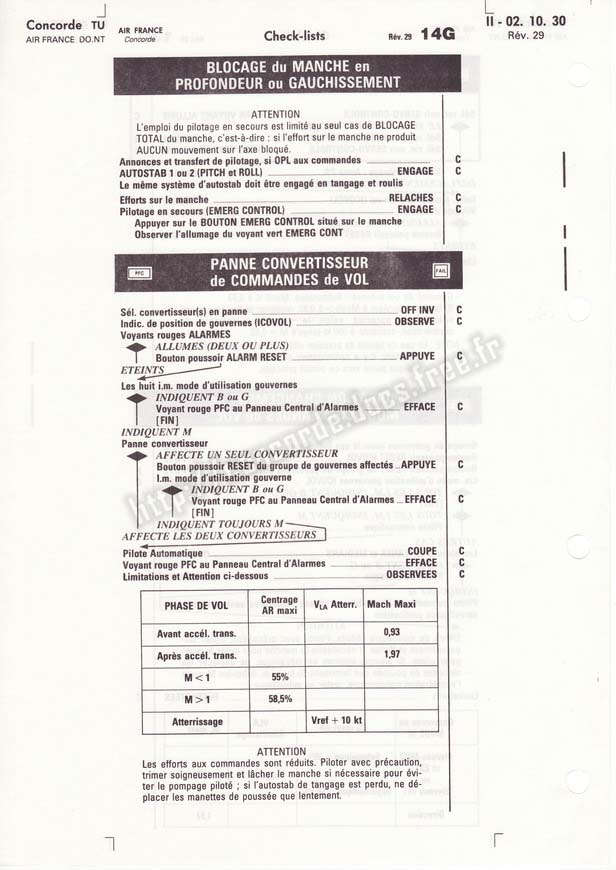 Concorde TU
AIR FRANCE DO.NT
AIR FRANCE
Concorde
Check-lists
Rév. 29 14G
II - 02. 10. 30
Rév. 29
BLOCAGE du MANCHE en
PROFONDEUR ou GAUCHISSEMENT
ATTENTION
L'emploi du pilotage en secours est limité au seul cas de BLOCAGE
TOTAL du manche, c'est-à-dire : si l'effort sur le manche ne produit
AUCUN mouvement sur l'axe bloqué.
Annonces et transfert de pilotage, si OPL aux commandes C
AUTOSTAB 1 ou 2 (PITCH et ROLL) ENGAGE C
Le même système d'autostab doit être engagé en tangage et roulis
Efforts sur le manche RELACHES C
Pilotage en secours (EMERG CONTROL) ENGAGE C
Appuyer sur le BOUTON EMERG CONTROL situé sur le manche
Observer l'allumage du voyant vert EMERG CONT
PFC
PANNE CONVERTISSEUR
de COMMANDES de VOL
FAIL
Sél. convertisseur(s) en panne OFF INV C
Indic. de position de gouvernes (ICOVOL) OBSERVE C
Voyants rouges ALARMES
ALLUMES (DEUX OU PLUS)
Bouton poussoir ALARM RESET APPUYE C
ETEINTS
Les huit i.m. mode d'utilisation gouvernes
INDIQUENT B ou G
Voyant rouge PFC au Panneau Central d'Alarmes EFFACE C
[FIN]
INDIQUENT M
Panne convertisseur
AFFECTE UN SEUL CONVERTISSEUR
Bouton poussoir RESET du groupe de gouvernes affectés APPUYE C
I.m. mode d'utilisation gouverne
INDIQUENT B ou G
Voyant rouge PFC au Panneau Central d'Alarmes EFFACE C
[FIN]
INDIQUENT TOUJOURS M
AFFECTE LES DEUX CONVERTISSEURS
Pilote Automatique COUPE C
Voyant rouge PFC au Panneau Central d'Alarmes EFFACE C
Limitations et Attention ci-dessous OBSERVEES C
PHASE DE VOL Centrage AR maxi VLA Atterr. Mach Maxi
Avant accél. trans. 0,93
Après accél. trans. 1,97
M < 1 55%
M > 1 58,5%
Atterrissage Vref + 10 kt
ATTENTION
Les efforts aux commandes sont réduits. Piloter avec précaution,
trimer soigneusement et lâcher le manche si nécessaire pour évi-
ter le pompage piloté ; si l'autostab de tangage est perdu, ne dé-
placer les manettes de poussée que lentement.